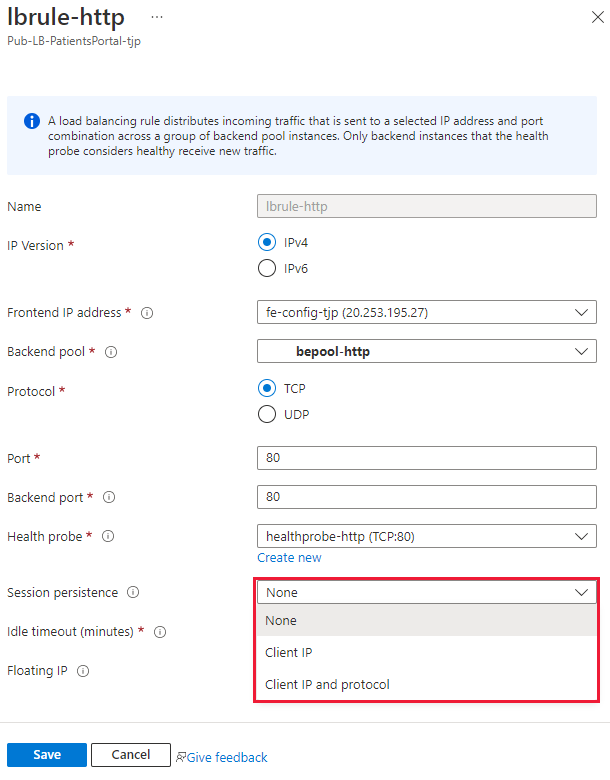 lbrule-http ...
Pub-LB-PatientsPortal-tjp
A load balancing rule distributes incoming traffic that is sent to a selected IP address and port
combination across a group of backend pool instances. Only backend instances that the health
probe considers healthy receive new traffic.
Name lbrule-http
IP Version * IPv4
IPv6
Frontend IP address * fe-config-tjp (20.253.195.27)
Backend pool * bepool-http
Protocol * TCP
UDP
Port * 80
Backend port * 80
Health probe * healthprobe-http (TCP:80)
Create new
Session persistence None
None
Idle timeout (minutes) *
Client IP
Floating IP
Client IP and protocol
Save Cancel Give feedback